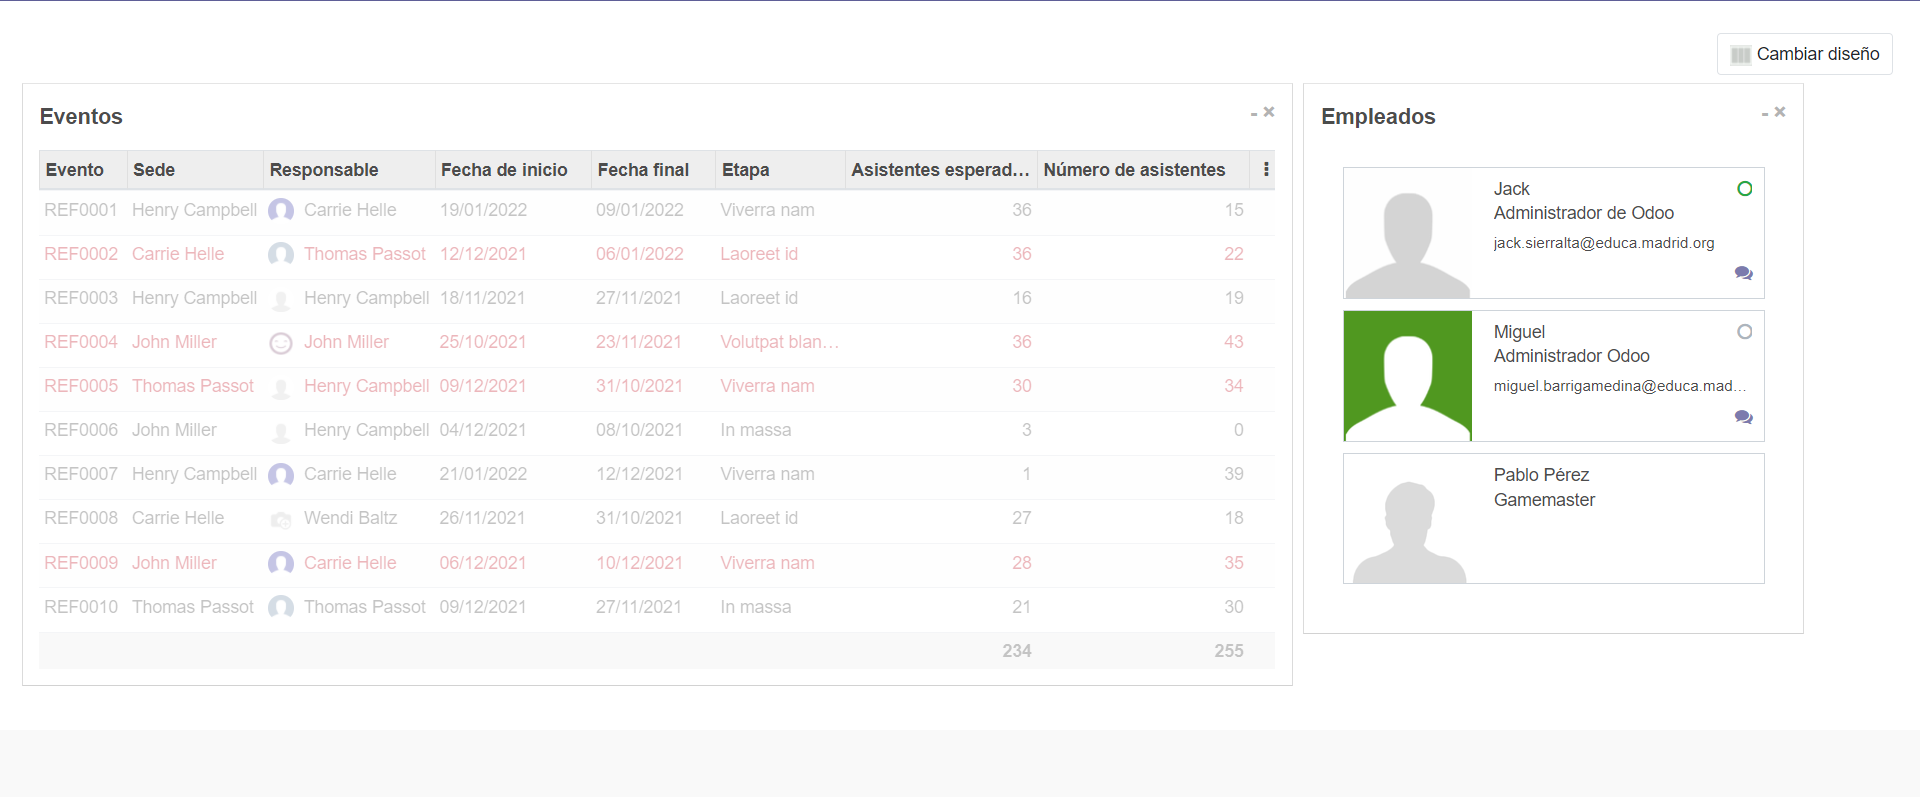 Cambiar diseño
Eventos
- ×
Evento Sede Responsable Fecha de inicio Fecha final Etapa Asistentes esperad... Número de asistentes
REF0001 Henry Campbell Carrie Helle 19/01/2022 09/01/2022 Viverra nam 36 15
REF0002 Carrie Helle Thomas Passot 12/12/2021 06/01/2022 Laoreet id 36 22
REF0003 Henry Campbell Henry Campbell 18/11/2021 27/11/2021 Laoreet id 16 19
REF0004 John Miller John Miller 25/10/2021 23/11/2021 Volutpat blan... 36 43
REF0005 Thomas Passot Henry Campbell 09/12/2021 31/10/2021 Viverra nam 30 34
REF0006 John Miller Henry Campbell 04/12/2021 08/10/2021 In massa 3 0
REF0007 Henry Campbell Carrie Helle 21/01/2022 12/12/2021 Viverra nam 1 39
REF0008 Carrie Helle Wendi Baltz 26/11/2021 31/10/2021 Laoreet id 27 18
REF0009 John Miller Carrie Helle 06/12/2021 10/12/2021 Viverra nam 28 35
REF0010 Thomas Passot Thomas Passot 09/12/2021 27/11/2021 In massa 21 30
234 255
Empleados
- ×
Jack
Administrador de Odoo
jack.sierralta@educa.madrid.org
Miguel
Administrador Odoo
miguel.barrigamedina@educa.mad...
Pablo Pérez
Gamemaster